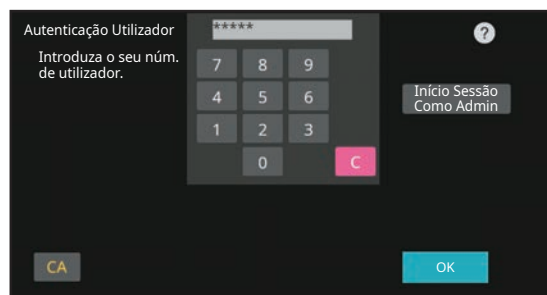 Autenticação Utilizador
*****
?
Introduza o seu núm.
de utilizador.
7 8 9
4 5 6
1 2 3
0 C
Início Sessão
Como Admin
CA
OK